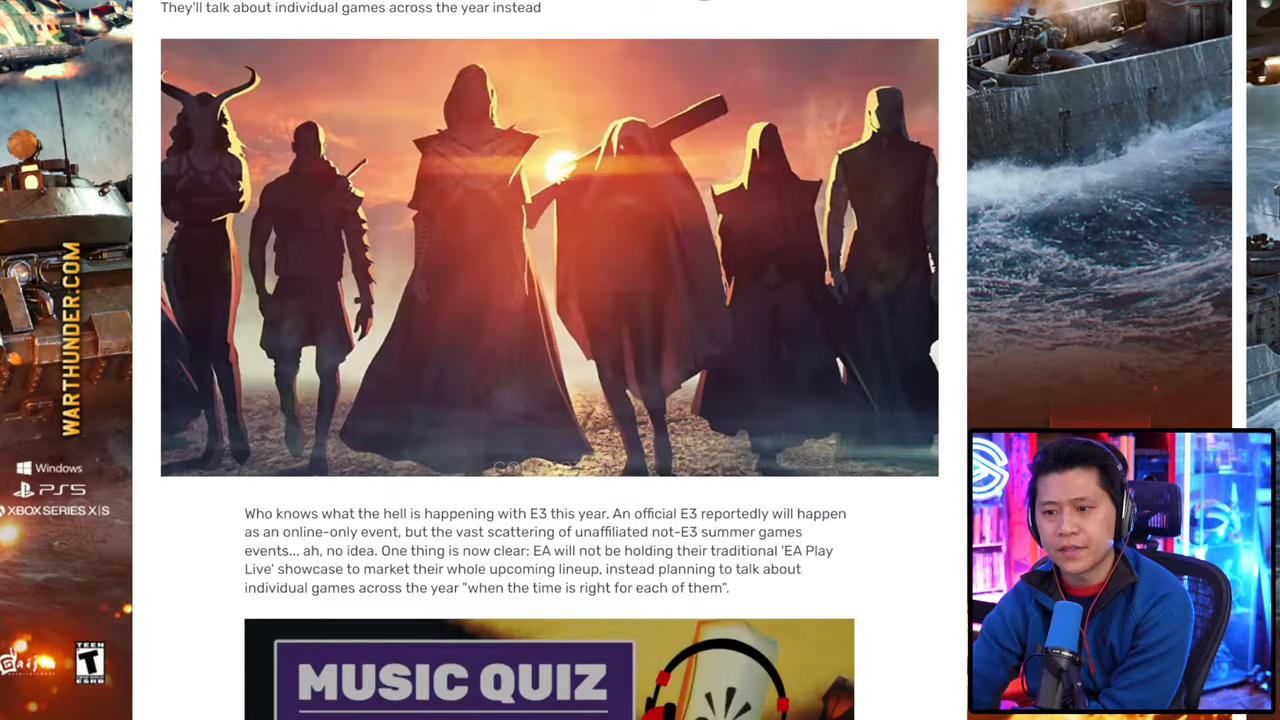 They'll talk about individual games across the year instead
WARTHUNDER.COM
Windows
PS5
XBOX SERIES X|S
TEEN
T
ESRB
Who knows what the hell is happening with E3 this year. An official E3 reportedly will happen
as an online-only event, but the vast scattering of unaffiliated not-E3 summer games
events... ah, no idea. One thing is now clear: EA will not be holding their traditional 'EA Play
Live' showcase to market their whole upcoming lineup, instead planning to talk about
individual games across the year "when the time is right for each of them".
MUSIC QUIZ